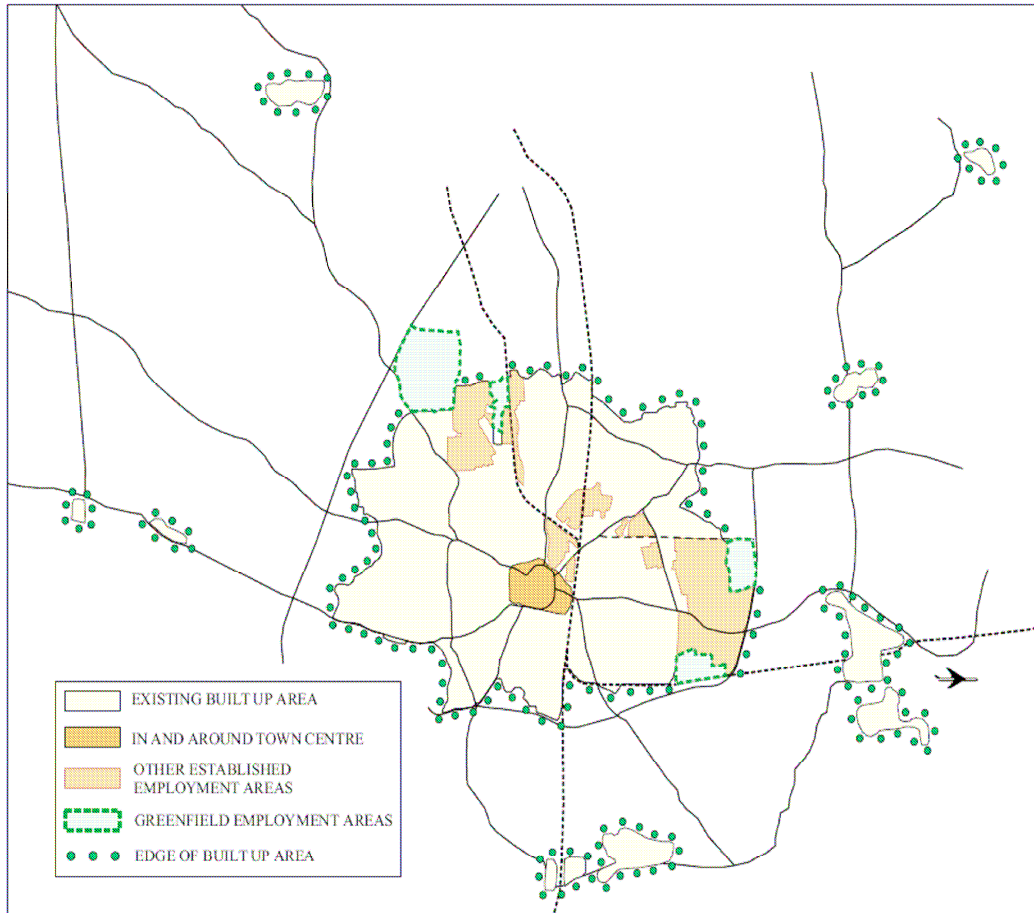 EXISTING BUILT UP AREA
IN AND AROUND TOWN CENTRE
OTHER ESTABLISHED
EMPLOYMENT AREAS
GREENFIELD EMPLOYMENT AREAS
EDGE OF BUILT UP AREA